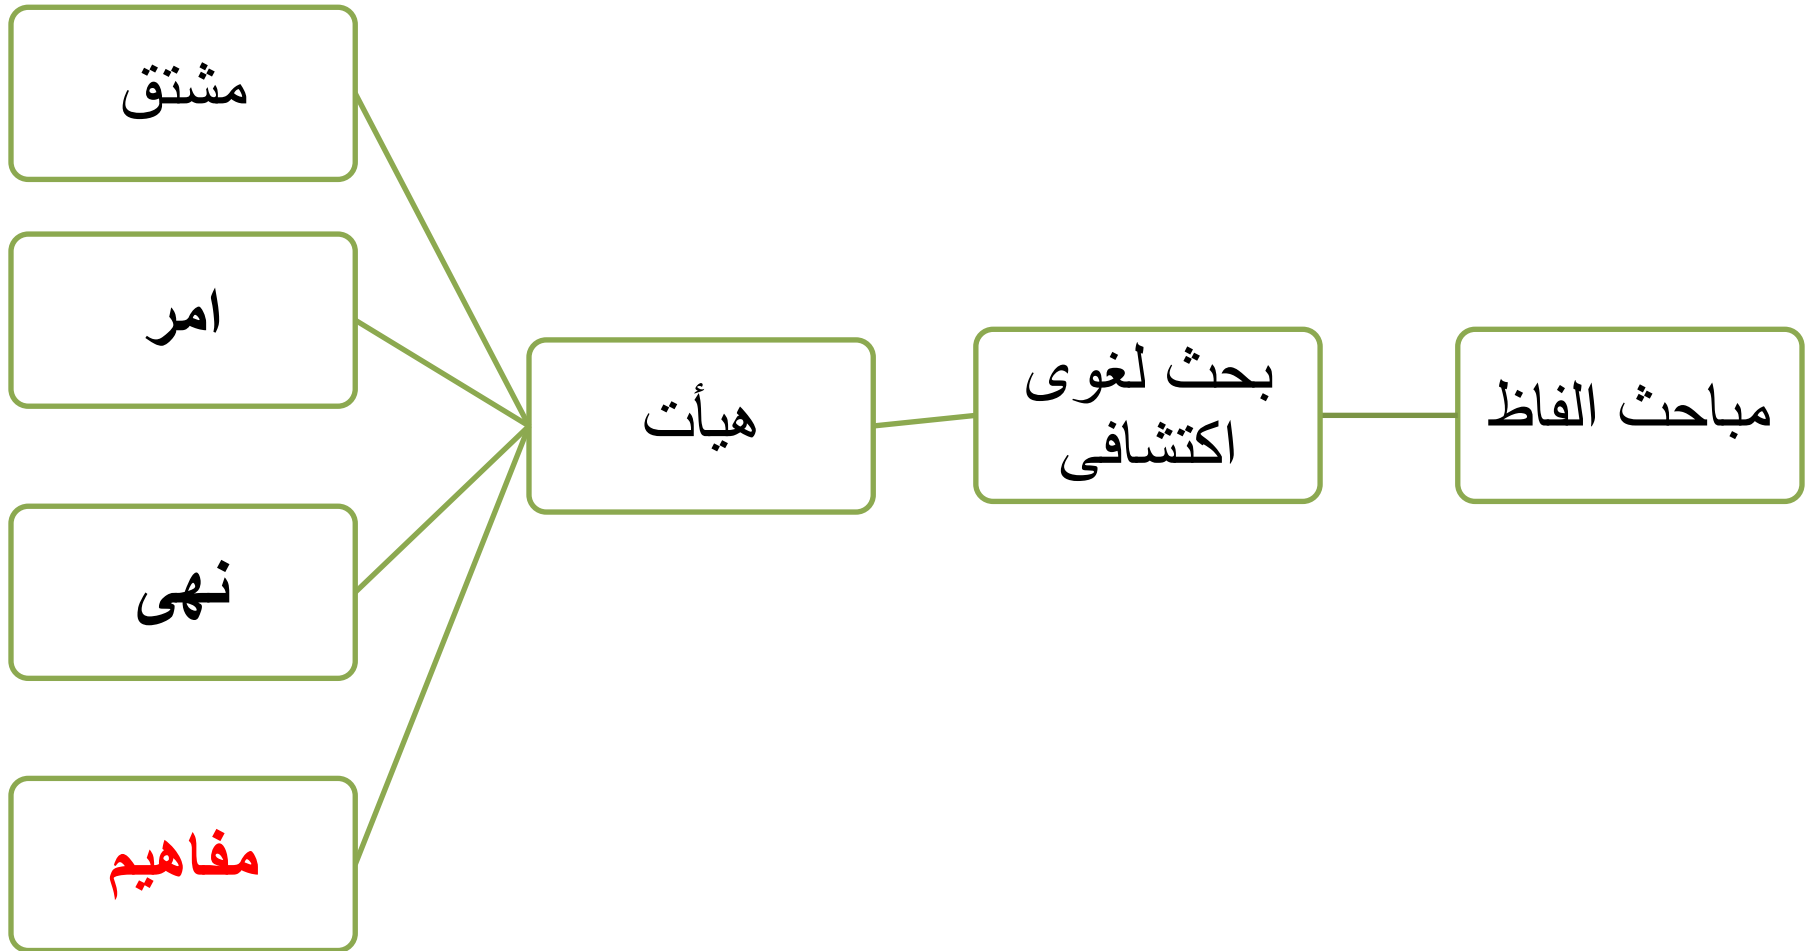 مباحث الفاظ
بحث لغوی
اکتشافی
هیأت
مشتق
امر
نهی
مفاهیم